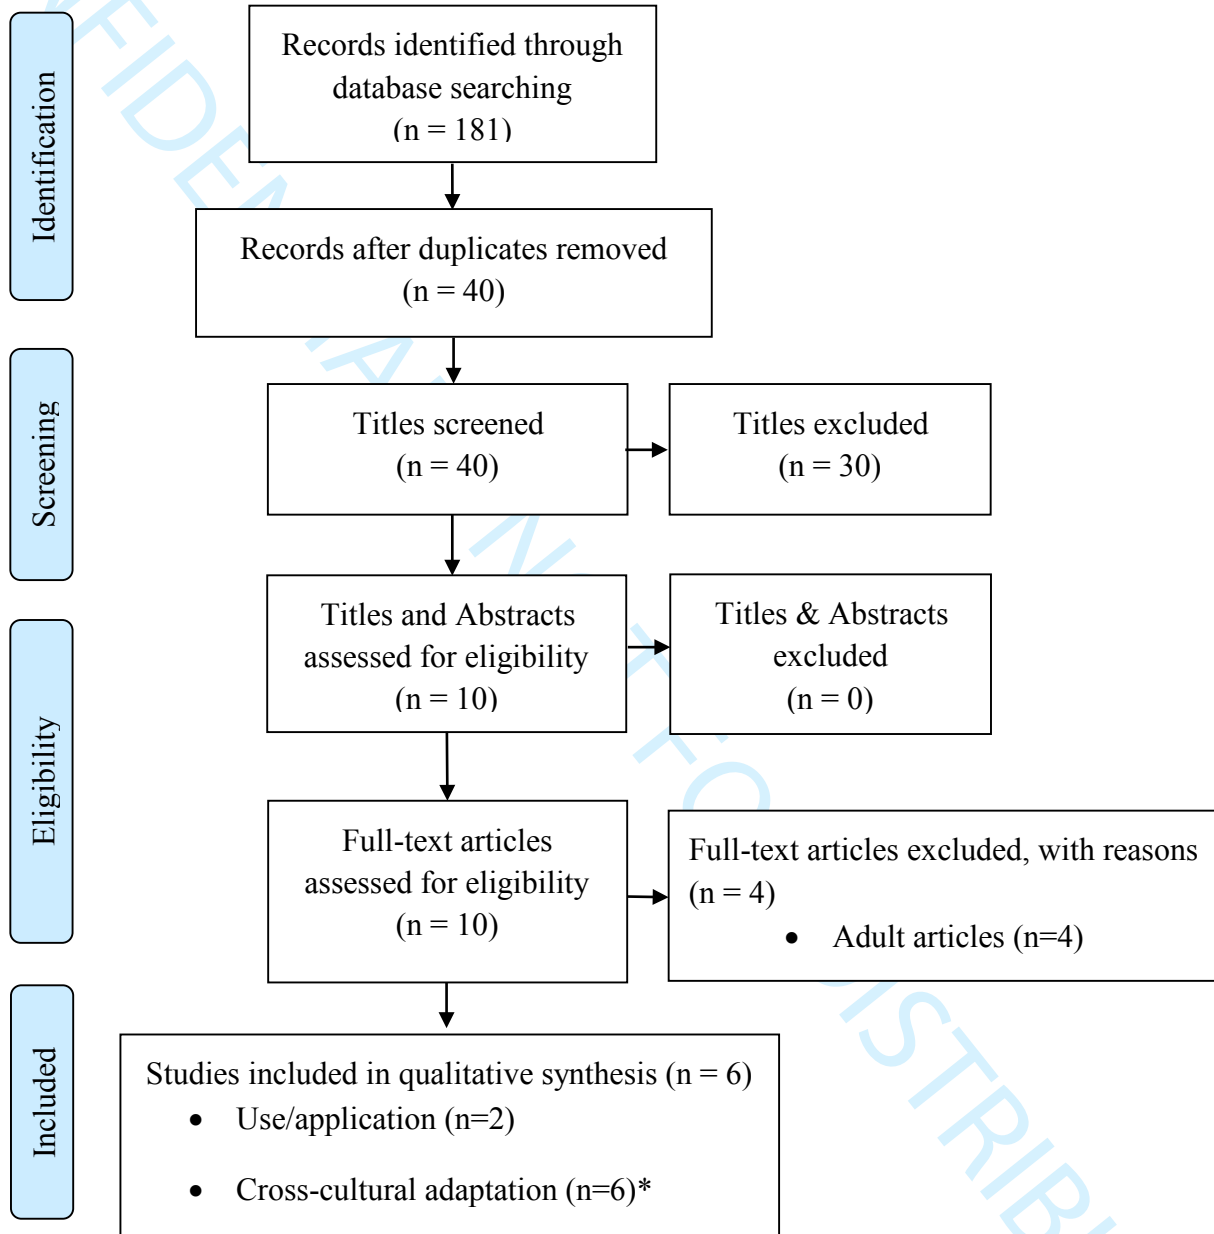 Identification
Records identified through
database searching
(n = 181)
Records after duplicates removed
(n = 40)
Screening
Titles screened
(n = 40)
Titles excluded
(n = 30)
Eligibility
Titles and Abstracts
assessed for eligibility
(n = 10)
Titles & Abstracts
excluded
(n = 0)
Full-text articles
assessed for eligibility
(n = 10)
Full-text articles excluded, with reasons
(n = 4)
• Adult articles (n=4)
Included
Studies included in qualitative synthesis (n = 6)
• Use/application (n=2)
• Cross-cultural adaptation (n=6)*